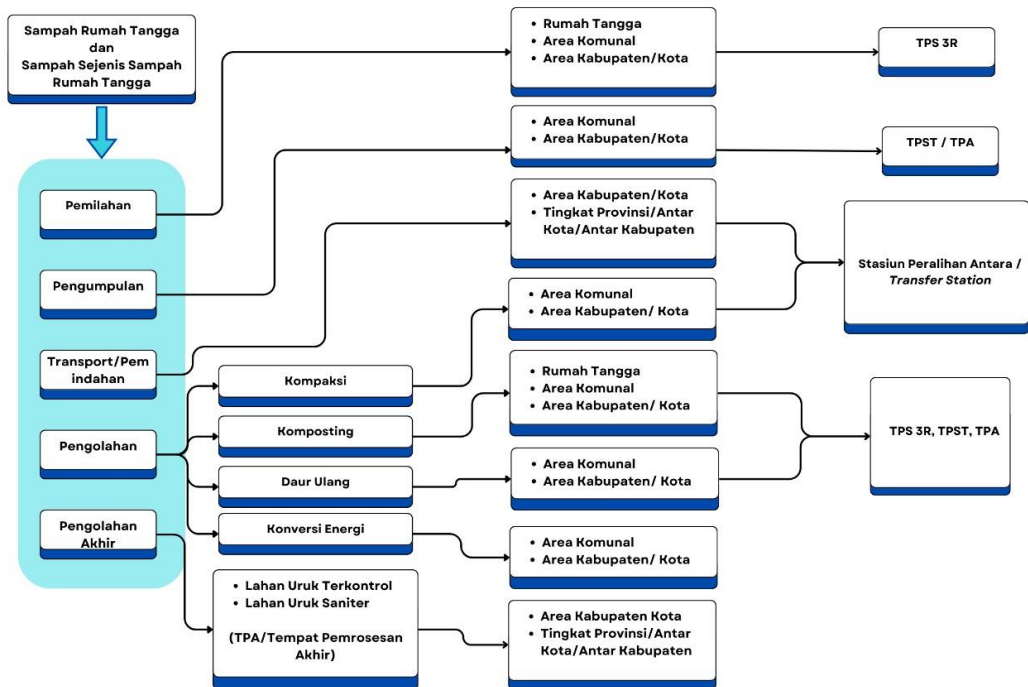 Sampah Rumah Tangga
dan
Sampah Sejenis Sampah
Rumah Tangga
Pemilahan
Pengumpulan
Transport/Pem
indahan
Pengolahan
Pengolahan
Akhir
Kompaksi
Komposting
Daur Ulang
Konversi Energi
• Lahan Uruk Terkontrol
• Lahan Uruk Saniter
(TPA/Tempat Pemrosesan
Akhir)
• Rumah Tangga
• Area Komunal
• Area Kabupaten/Kota
• Area Komunal
• Area Kabupaten/Kota
• Area Kabupaten/Kota
• Tingkat Provinsi/Antar
Kota/Antar Kabupaten
• Area Komunal
• Area Kabupaten/ Kota
• Rumah Tangga
• Area Komunal
• Area Kabupaten/ Kota
• Area Komunal
• Area Kabupaten/ Kota
• Area Komunal
• Area Kabupaten/ Kota
• Area Kabupaten Kota
• Tingkat Provinsi/Antar
Kota/Antar Kabupaten
TPS 3R
TPST / TPA
Stasiun Peralihan Antara /
Transfer Station
TPS 3R, TPST, TPA